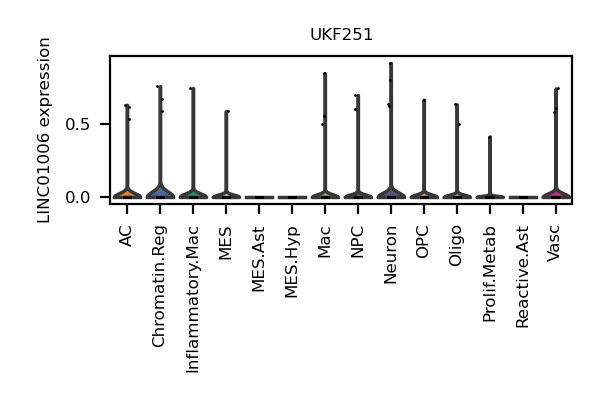 UKF251
LINC01006 expression
0.5
0.0
AC
Chromatin.Reg
Inflammatory.Mac
MES
MES.Ast
MES.Hyp
Mac
NPC
Neuron
OPC
Oligo
Prolif.Metab
Reactive.Ast
Vasc